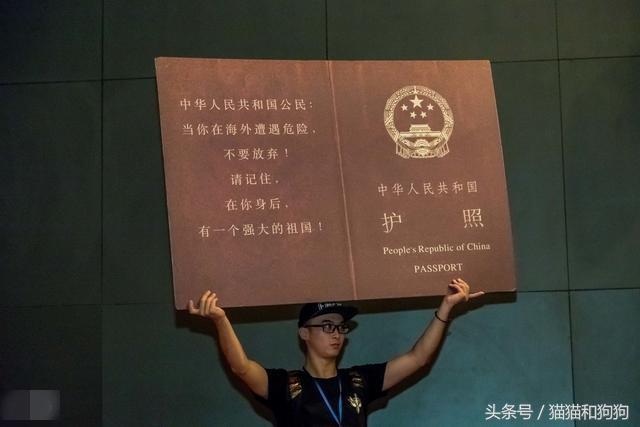 中华人民共和国公民：
当你在海外遭遇危险，
不要放弃！
请记住，
在你身后，
有一个强大的祖国！
中华人民共和国
护照
People's Republic of China
PASSPORT
头条号／猫猫和狗狗